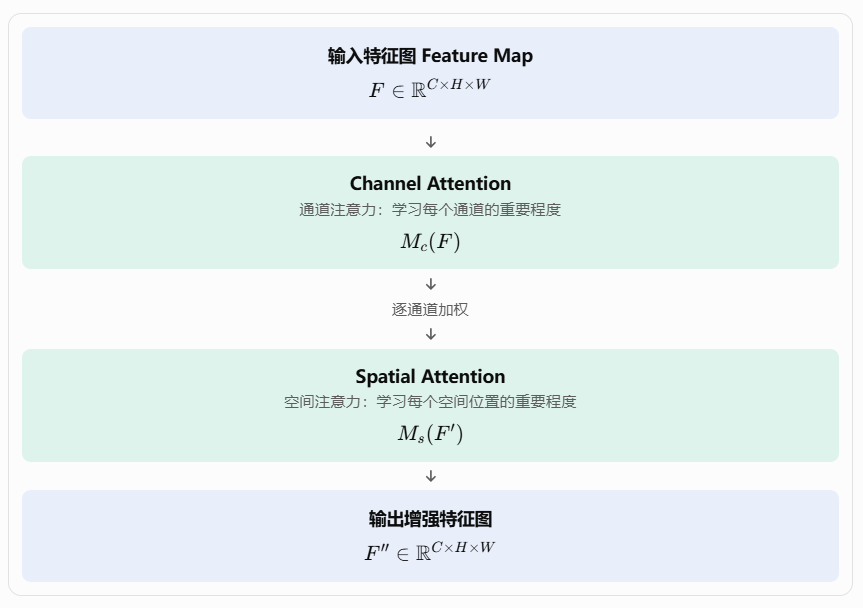 输入特征图 Feature Map
F ∈ ℝ^{C×H×W}
↓
Channel Attention
通道注意力：学习每个通道的重要程度
M_c(F)
↓
逐通道加权
↓
Spatial Attention
空间注意力：学习每个空间位置的重要程度
M_s(F′)
↓
输出增强特征图
F″ ∈ ℝ^{C×H×W}